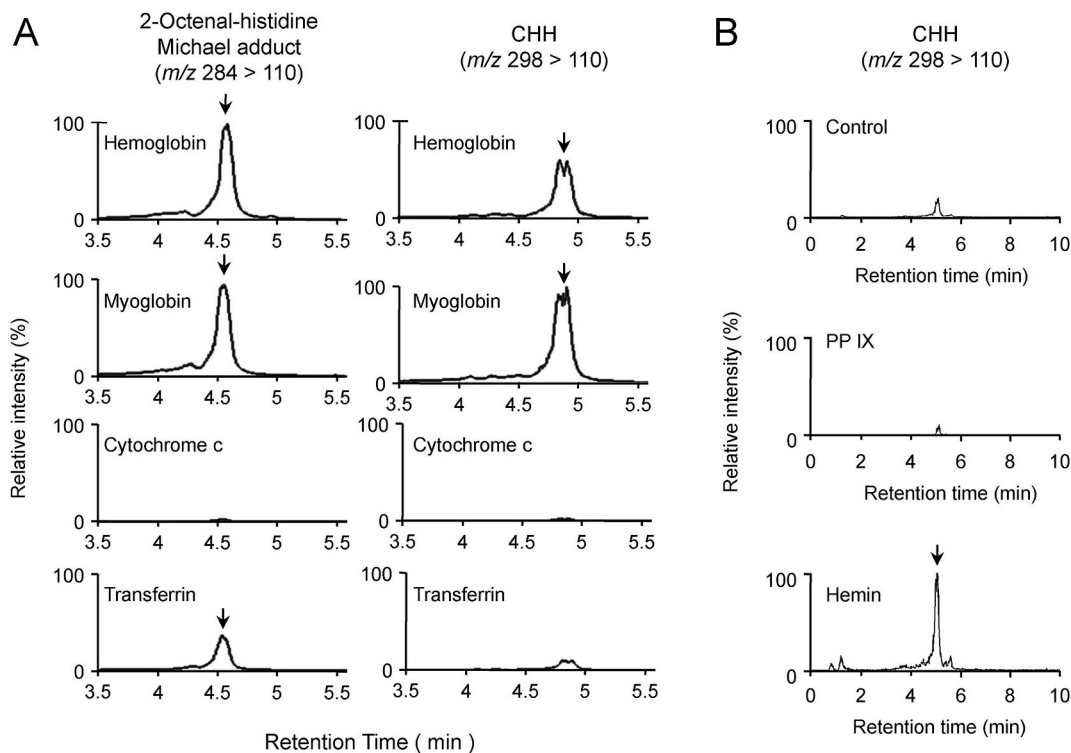 A
2-Octenal-histidine
Michael adduct
(m/z 284 > 110)
CHH
(m/z 298 > 110)
Relative intensity (%)
100
Hemoglobin
0
3.5 4 4.5 5 5.5
100
Hemoglobin
0
3.5 4 4.5 5 5.5
100
Myoglobin
0
3.5 4 4.5 5 5.5
100
Myoglobin
0
3.5 4 4.5 5 5.5
100
Cytochrome c
0
3.5 4 4.5 5 5.5
100
Cytochrome c
0
3.5 4 4.5 5 5.5
100
Transferrin
0
3.5 4 4.5 5 5.5
100
Transferrin
0
3.5 4 4.5 5 5.5
Retention Time ( min )
B
CHH
(m/z 298 > 110)
Relative intensity (%)
100
Control
0
0 2 4 6 8 10
Retention time (min)
100
PP IX
0
0 2 4 6 8 10
Retention time (min)
100
Hemin
0
0 2 4 6 8 10
Retention time (min)